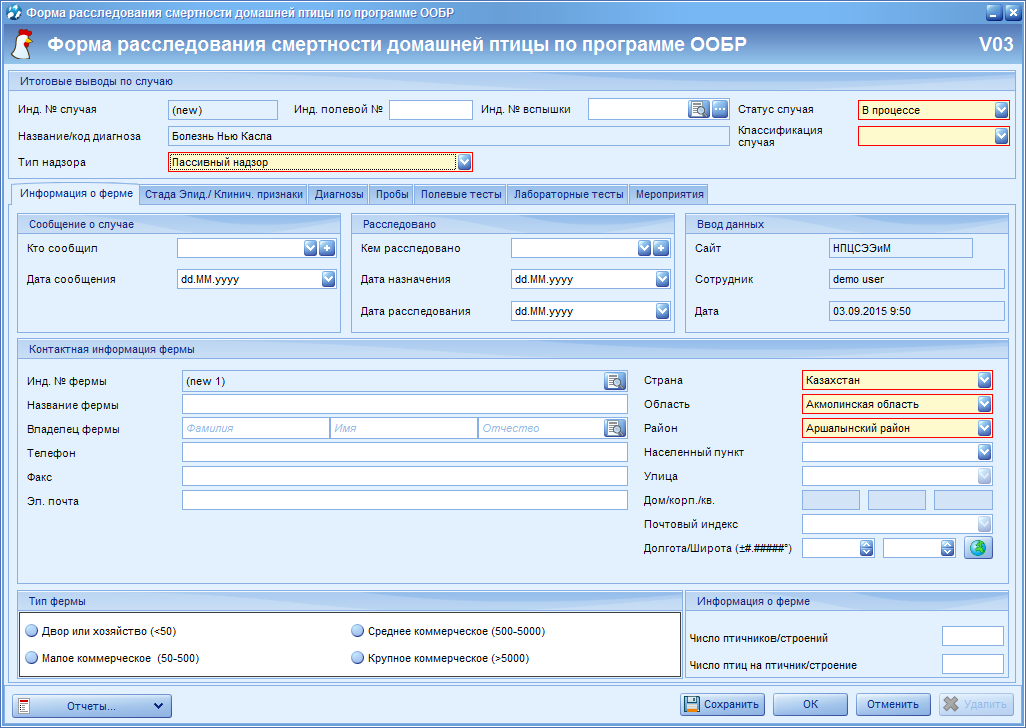 Форма расследования смертности домашней птицы по программе ООБР
Форма расследования смертности домашней птицы по программе ООБР V03
Итоговые выводы по случаю
Инд. № случая (new) Инд. полевой № Инд. № вспышки Статус случая В процессе
Название/код диагноза Болезнь Нью Касла Классификация случая
Тип надзора Пассивный надзор
Информация о ферме Стада Эпид./ Клинич. признаки Диагнозы Пробы Полевые тесты Лабораторные тесты Мероприятия
Сообщение о случае Расследовано Ввод данных
Кто сообщил Кем расследовано Сайт НПЦСЭЭиМ
Дата сообщения dd.MM.yyyy Дата назначения dd.MM.yyyy Сотрудник demo user
Дата расследования dd.MM.yyyy Дата 03.09.2015 9:50
Контактная информация фермы
Инд. № фермы (new 1) Страна Казахстан
Название фермы Область Акмолинская область
Владелец фермы Фамилия Имя Отчество Район Аршалынский район
Телефон Населенный пункт
Факс Улица
Эл. почта Дом/корп./кв.
Почтовый индекс
Долгота/Широта (±#.#####°)
Тип фермы Информация о ферме
Двор или хозяйство (<50) Среднее коммерческое (500-5000) Число птичников/строений
Малое коммерческое (50-500) Крупное коммерческое (>5000) Число птиц на птичник/строение
Отчеты... Сохранить ОК Отменить Удалить